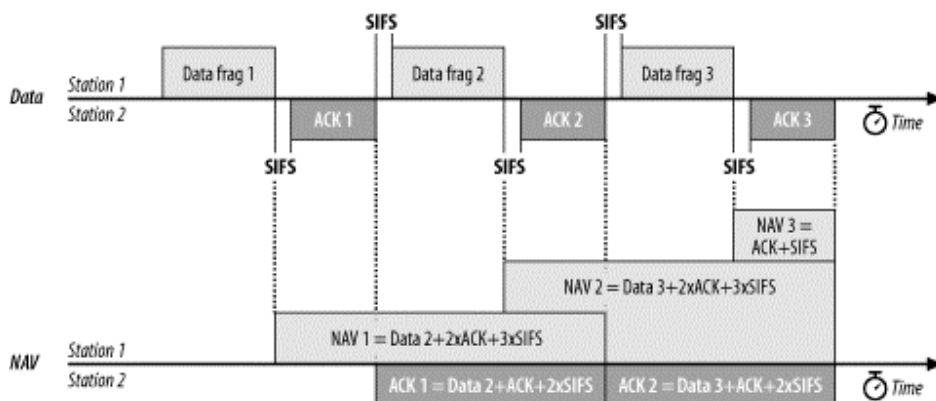 SIFS SIFS
Data frag 1 Data frag 2 Data frag 3
Station 1
Data
Station 2
ACK 1 ACK 2 ACK 3
Time
SIFS SIFS SIFS
NAV 3 =
ACK+SIFS
NAV 2 = Data 3+2xACK+3xSIFS
NAV 1 = Data 2+2xACK+3xSIFS
Station 1
NAV
Station 2
ACK 1 = Data 2+ACK+2xSIFS ACK 2 = Data 3+ACK+2xSIFS
Time